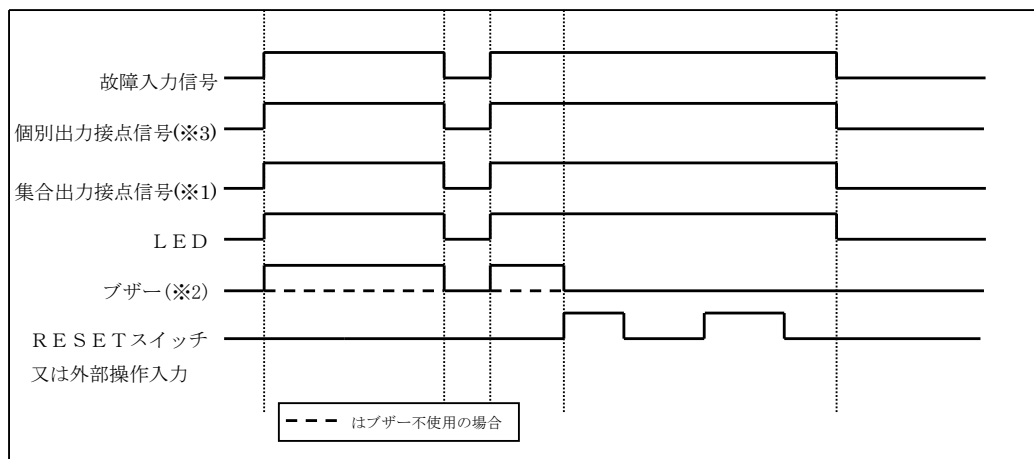 故障入力信号
個別出力接点信号(※3)
集合出力接点信号(※1)
ＬＥＤ
ブザー(※2)
ＲＥＳＥＴスイッチ
又は外部操作入力
はブザー不使用の場合